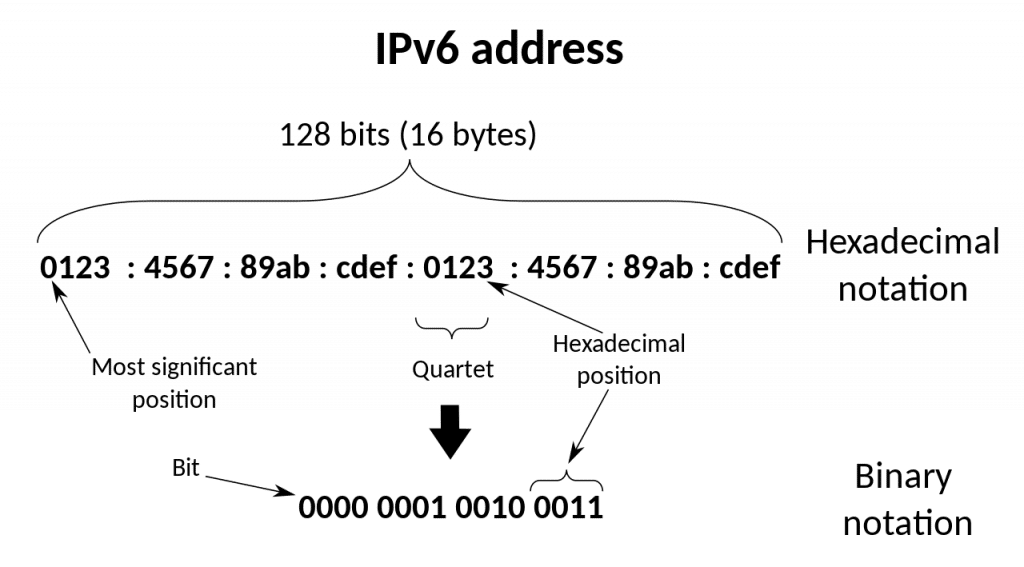 IPv6 address
128 bits (16 bytes)
0123 : 4567 : 89ab : cdef : 0123 : 4567 : 89ab : cdef
Hexadecimal
notation
Most significant
position
Quartet
Hexadecimal
position
Bit
0000 0001 0010 0011
Binary
notation